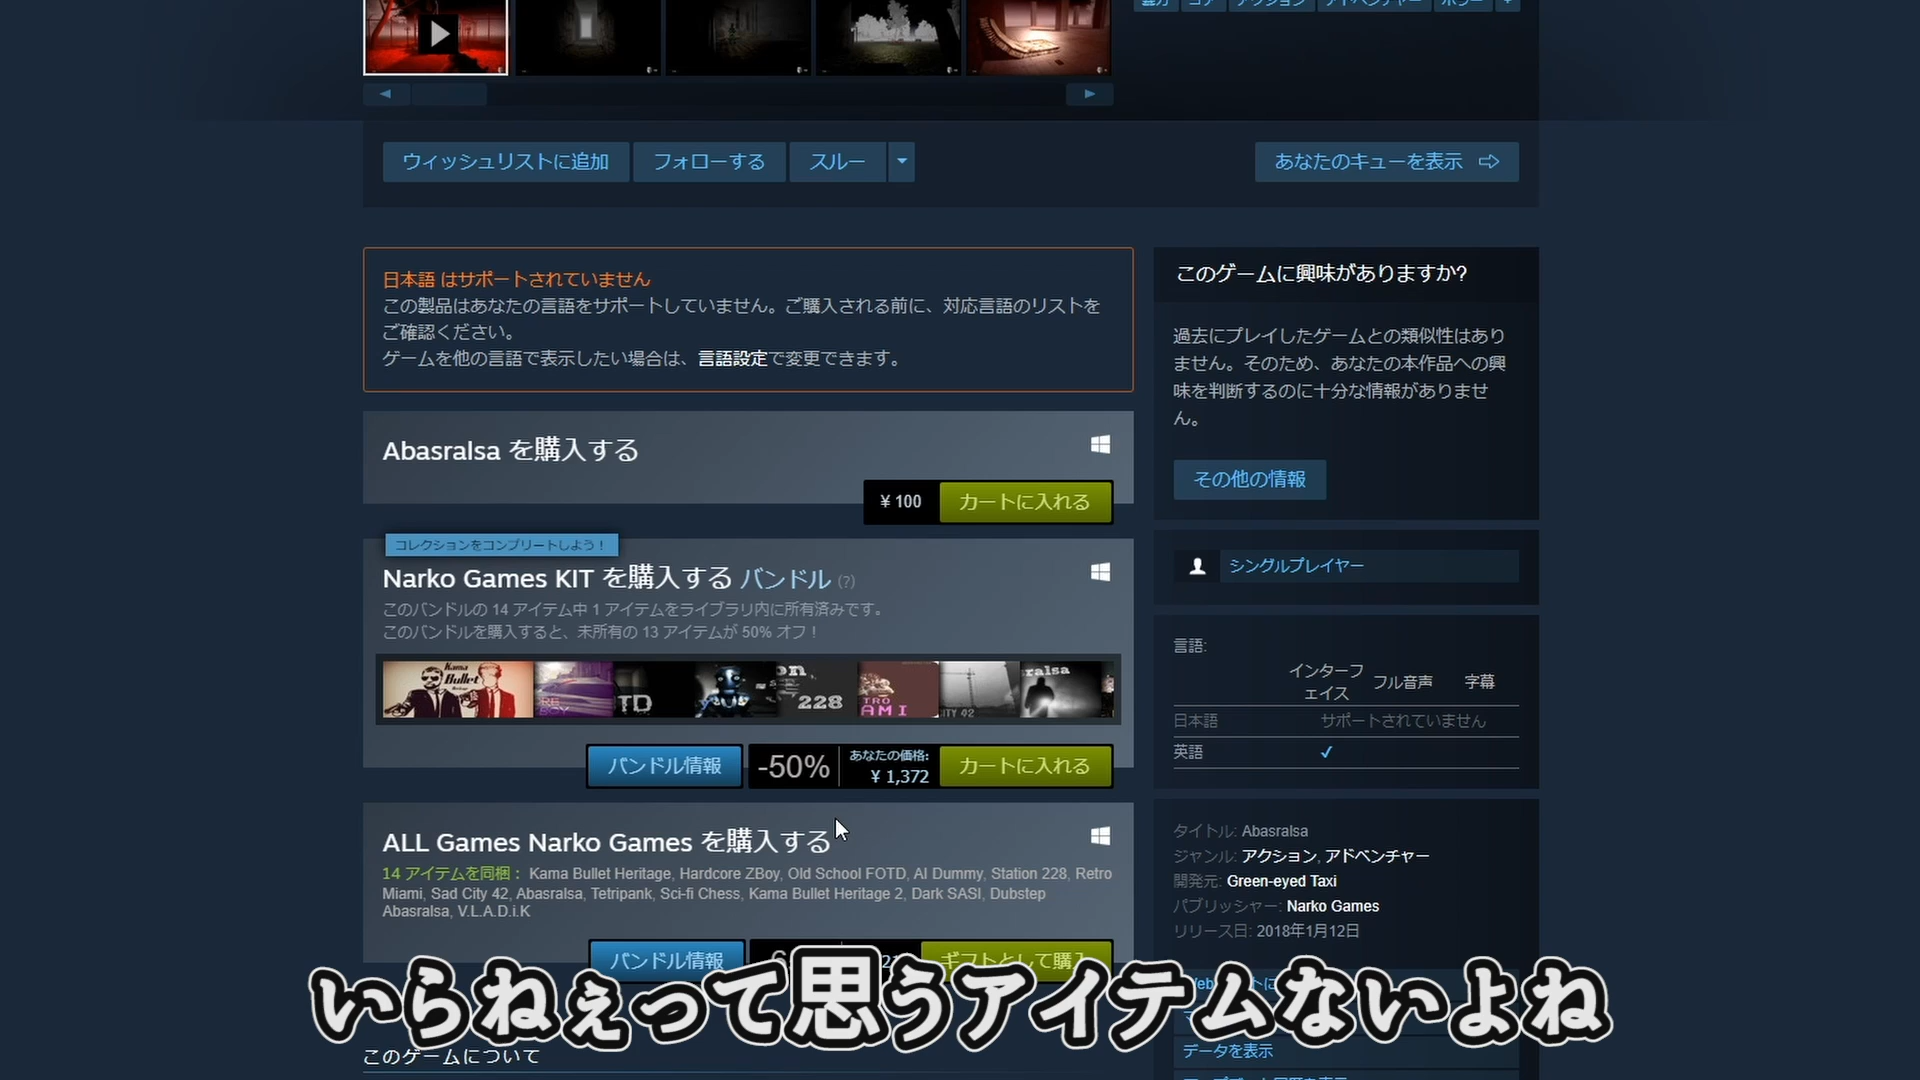 ウィッシュリストに追加
フォローする
スルー
あなたのキューを表示
日本語 はサポートされていません
この製品はあなたの言語をサポートしていません。ご購入される前に、対応言語のリストを
ご確認ください。
ゲームを他の言語で表示したい場合は、言語設定で変更できます。
Abasralsa を購入する
¥ 100
カートに入れる
コレクションをコンプリートしよう！
Narko Games KIT を購入する バンドル (?)
このバンドルの 14 アイテム中 1 アイテムをライブラリ内に所有済みです。
このバンドルを購入すると、未所有の 13 アイテムが 50% オフ！
Kama
Bullet
228
CITY 42
バンドル情報
-50%
あなたの価格:
¥ 1,372
カートに入れる
ALL Games Narko Games を購入する
14 アイテムを同梱： Kama Bullet Heritage, Hardcore ZBoy, Old School FOTD, AI Dummy, Station 228, Retro
Miami, Sad City 42, Abasralsa, Tetripank, Sci-fi Chess, Kama Bullet Heritage 2, Dark SASI, Dubstep
Abasralsa, V.L.A.D.i.K
バンドル情報
ギフトとして購入
このゲームについて
このゲームに興味がありますか?
過去にプレイしたゲームとの類似性はあり
ません。そのため、あなたの本作品への興
味を判断するのに十分な情報がありませ
ん。
その他の情報
シングルプレイヤー
言語:
インターフ
ェイス
フル音声
字幕
日本語 サポートされていません
英語 ✓
タイトル: Abasralsa
ジャンル: アクション, アドベンチャー
開発元: Green-eyed Taxi
パブリッシャー: Narko Games
リリース日: 2018年1月12日
データを表示
いらねぇって思うアイテムないよね